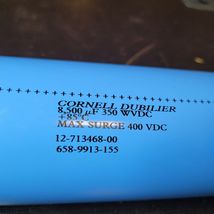 ++++++++++++++++++++++++++++
CORNELL DUBILIER
8,500 µF 350 WVDC
+85°C
MAX SURGE 400 VDC
12-713468-00
658-9913-155